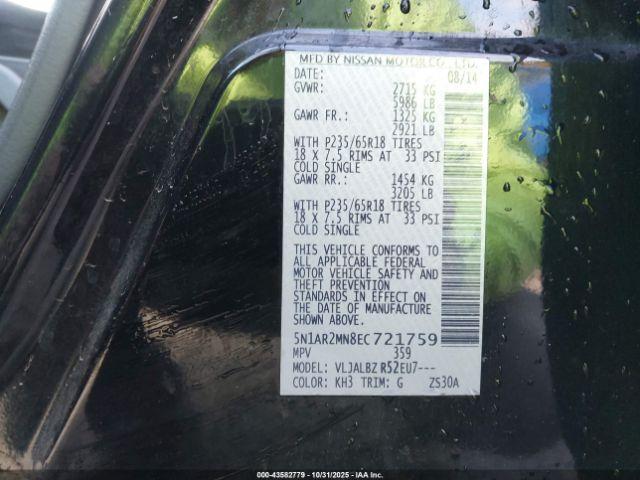 MFD BY NISSAN MOTOR CO., LTD.
DATE: 08/14
GVWR: 2715 KG
5986 LB
GAWR FR.: 1325 KG
2921 LB
WITH P235/65R18 TIRES
18 X 7.5 RIMS AT 33 PSI
COLD SINGLE
GAWR RR.: 1454 KG
3205 LB
WITH P235/65R18 TIRES
18 X 7.5 RIMS AT 33 PSI
COLD SINGLE
THIS VEHICLE CONFORMS TO
ALL APPLICABLE FEDERAL
MOTOR VEHICLE SAFETY AND
THEFT PREVENTION
STANDARDS IN EFFECT ON
THE DATE OF MANUFACTURE
SHOWN ABOVE.
5N1AR2MN8EC721759
MPV 359
MODEL: VLJALBZ R52EU7---
COLOR: KH3 TRIM: G ZS30A
000-43582779 | 10/31/2025 | IAA Inc.